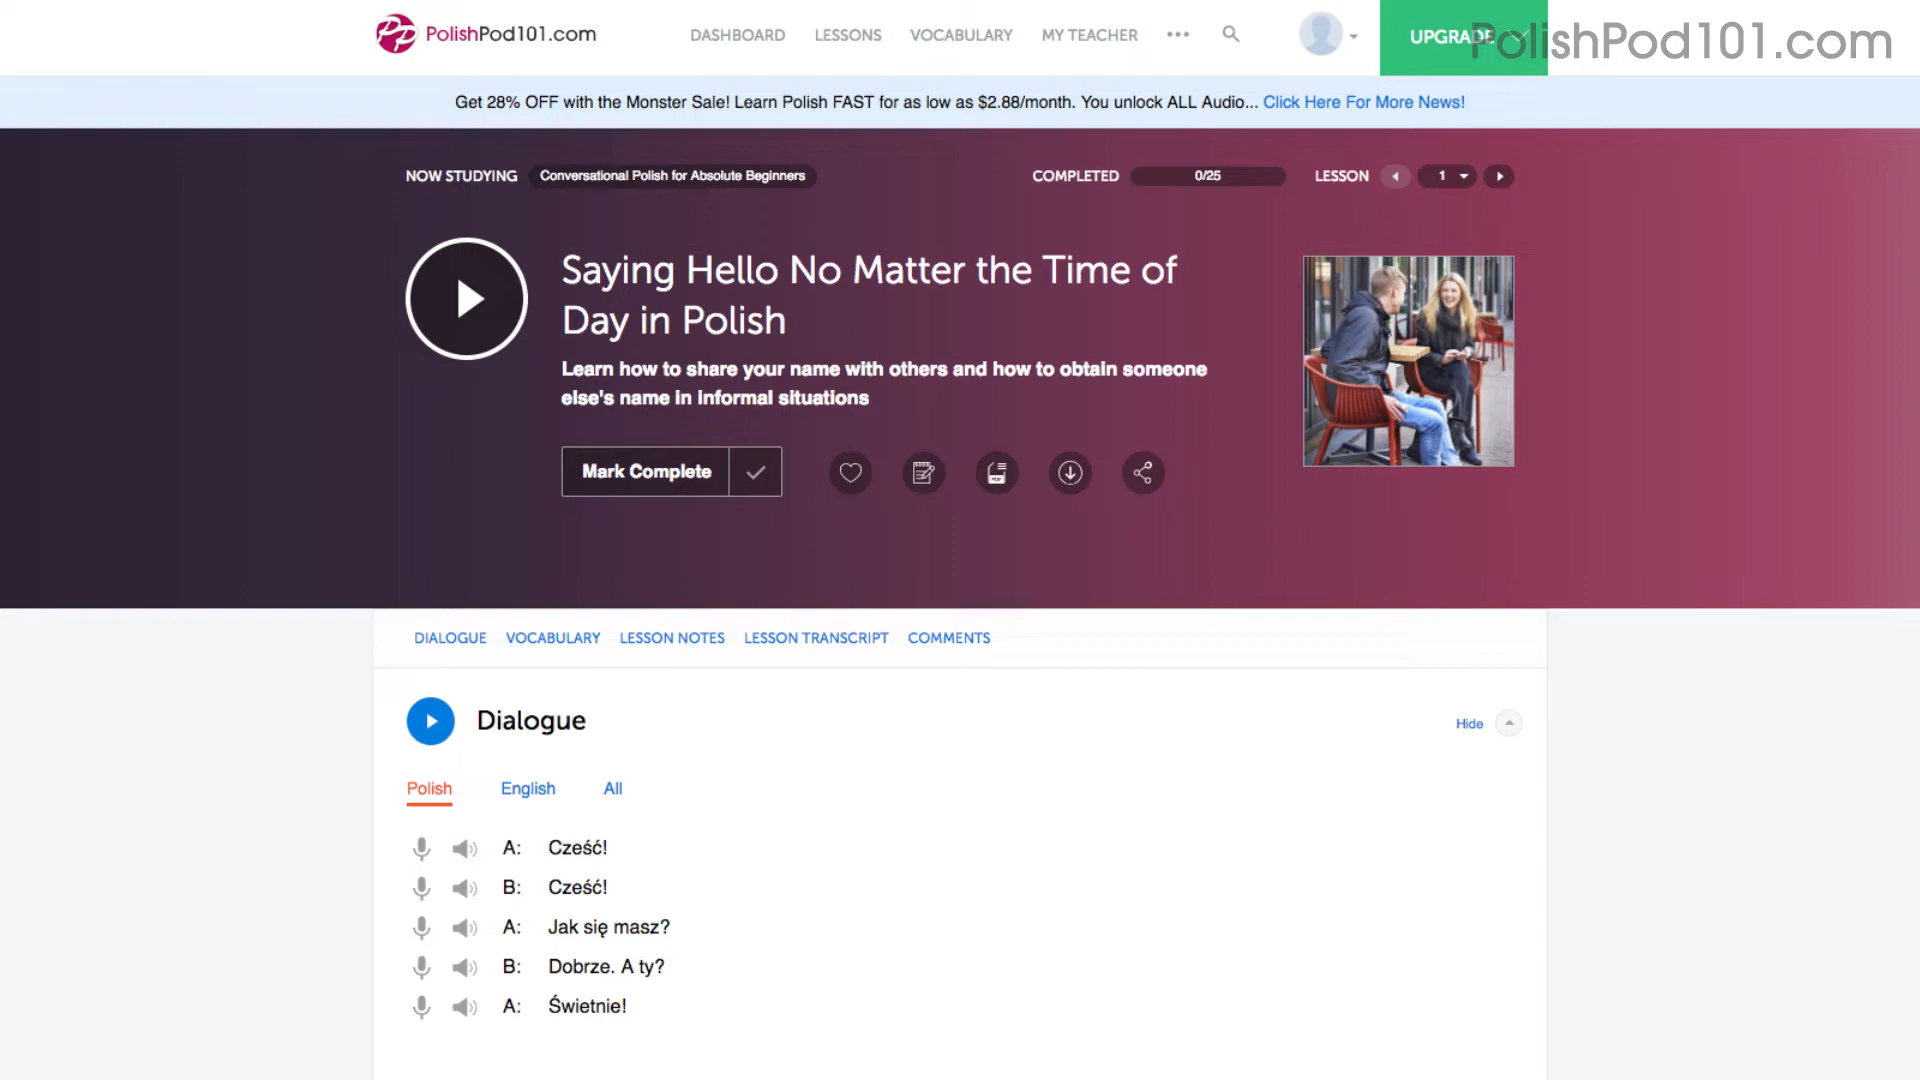 PolishPod101.com
DASHBOARD LESSONS VOCABULARY MY TEACHER
UPGRADE
PolishPod101.com
Get 28% OFF with the Monster Sale! Learn Polish FAST for as low as $2.88/month. You unlock ALL Audio... Click Here For More News!
NOW STUDYING Conversational Polish for Absolute Beginners
COMPLETED 0/25
LESSON 1
Saying Hello No Matter the Time of
Day in Polish
Learn how to share your name with others and how to obtain someone
else's name in informal situations
Mark Complete
PDF
DIALOGUE VOCABULARY LESSON NOTES LESSON TRANSCRIPT COMMENTS
Dialogue
Hide
Polish English All
A: Cześć!
B: Cześć!
A: Jak się masz?
B: Dobrze. A ty?
A: Świetnie!